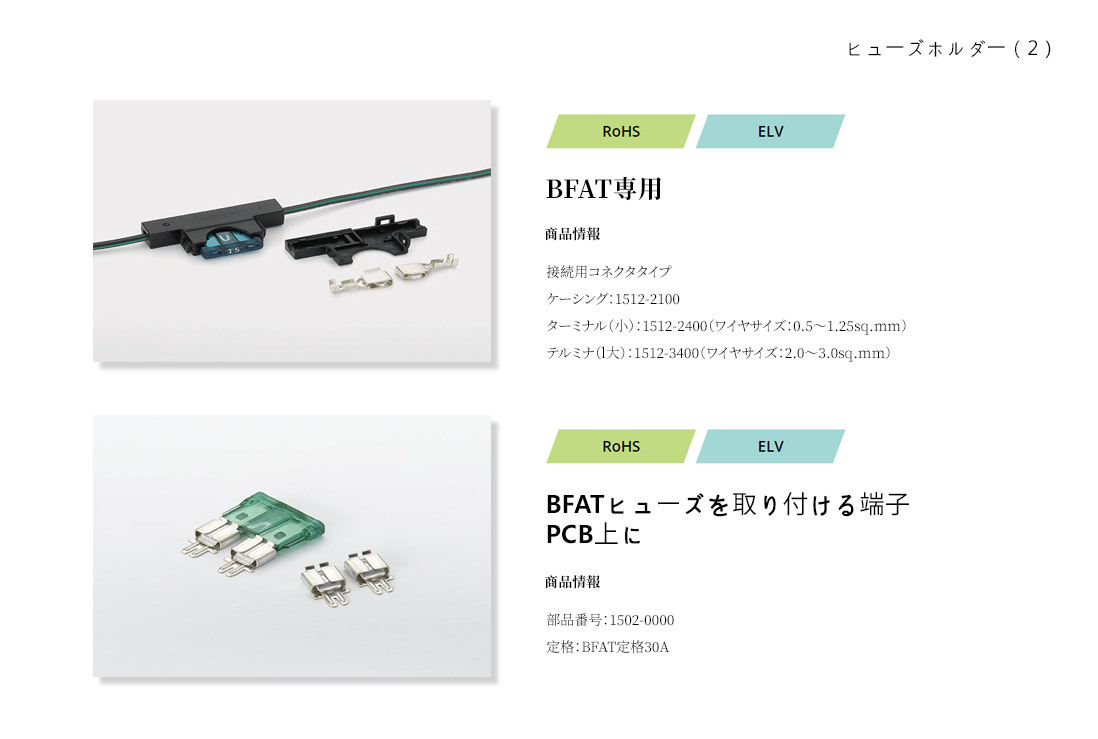 ヒューズホルダー(2)
RoHS
ELV
BFAT専用
商品情報
接続用コネクタタイプ
ケーシング：1512-2100
ターミナル（小）：1512-2400（ワイヤサイズ：0.5～1.25sq.mm）
テルミナ（l大）：1512-3400（ワイヤサイズ：2.0～3.0sq.mm）
U
15
RoHS
ELV
BFATヒューズを取り付ける端子
PCB上に
商品情報
部品番号：1502-0000
定格：BFAT定格30A